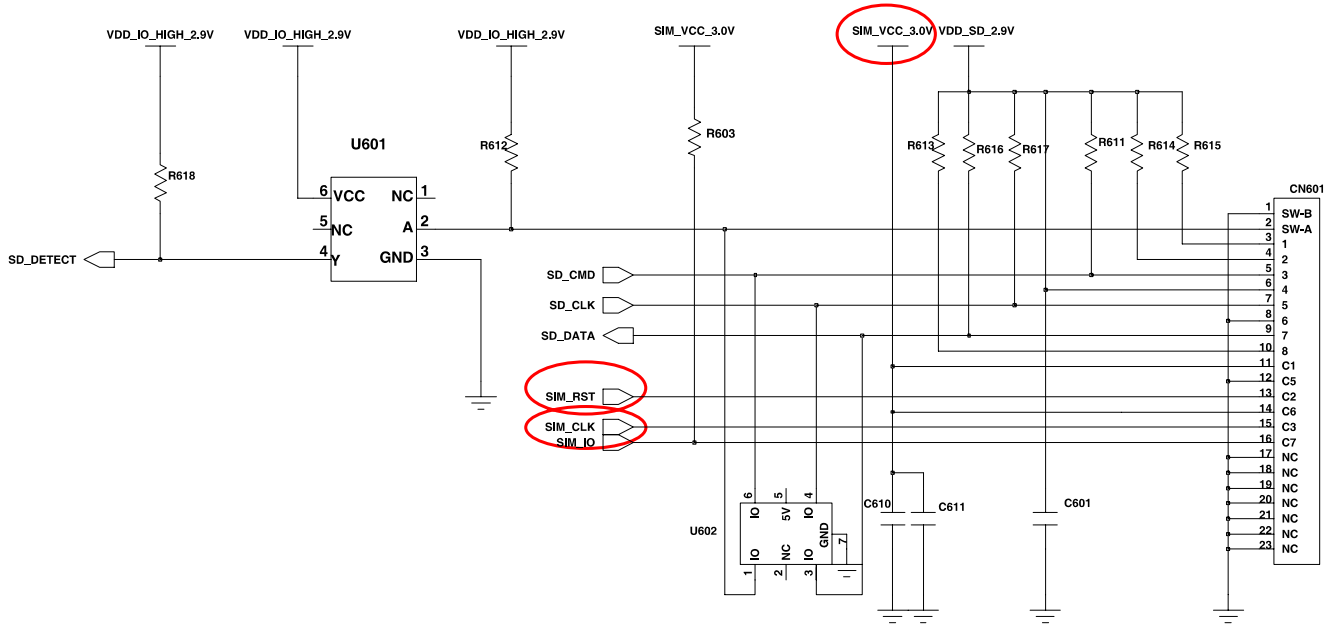 VDD_IO_HIGH_2.9V
VDD_IO_HIGH_2.9V
VDD_IO_HIGH_2.9V
SIM_VCC_3.0V
SIM_VCC_3.0V
VDD_SD_2.9V
R618
U601
R612
R603
R613
R616
R617
R611
R614
R615
6 VCC NC 1
5 NC A 2
4 Y GND 3
SD_DETECT
SD_CMD
SD_CLK
SD_DATA
SIM_RST
SIM_CLK
SIM_IO
CN601
1 SW-B
2 SW-A
3 1
4 2
5 3
6 4
7 5
8 6
9 7
10 8
11 C1
12 C5
13 C2
14 C6
15 C3
16 C7
17 NC
18 NC
19 NC
20 NC
21 NC
22 NC
23 NC
U602
6 5 4
IO 5V IO
GND 7
IO NC IO
1 2 3
C610
C611
C601